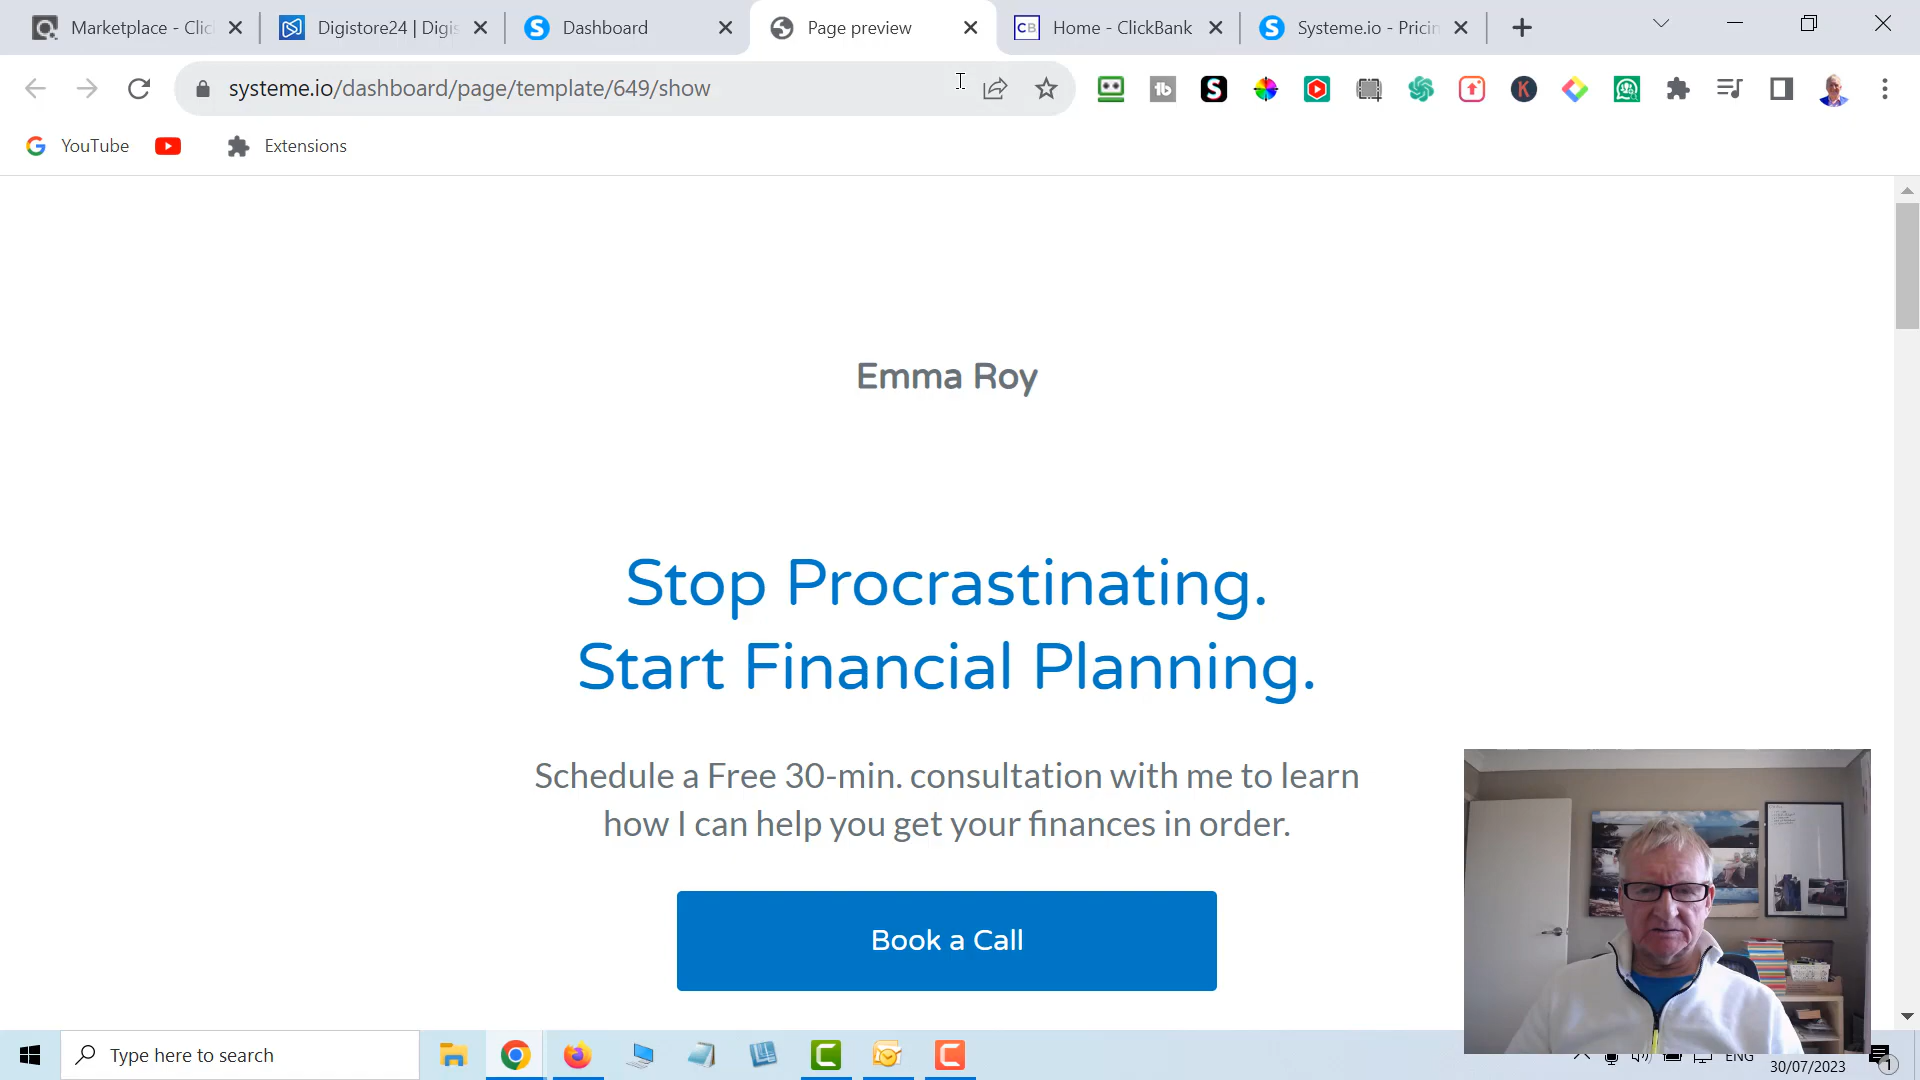 Marketplace - Clic
Digistore24 | Digis
Dashboard
Page preview
CB
Home - ClickBank
Systeme.io - Pricin
systeme.io/dashboard/page/template/649/show
YouTube
Extensions
Emma Roy
Stop Procrastinating.
Start Financial Planning.
Schedule a Free 30-min. consultation with me to learn
how I can help you get your finances in order.
Book a Call
Type here to search
ENG
30/07/2023
1